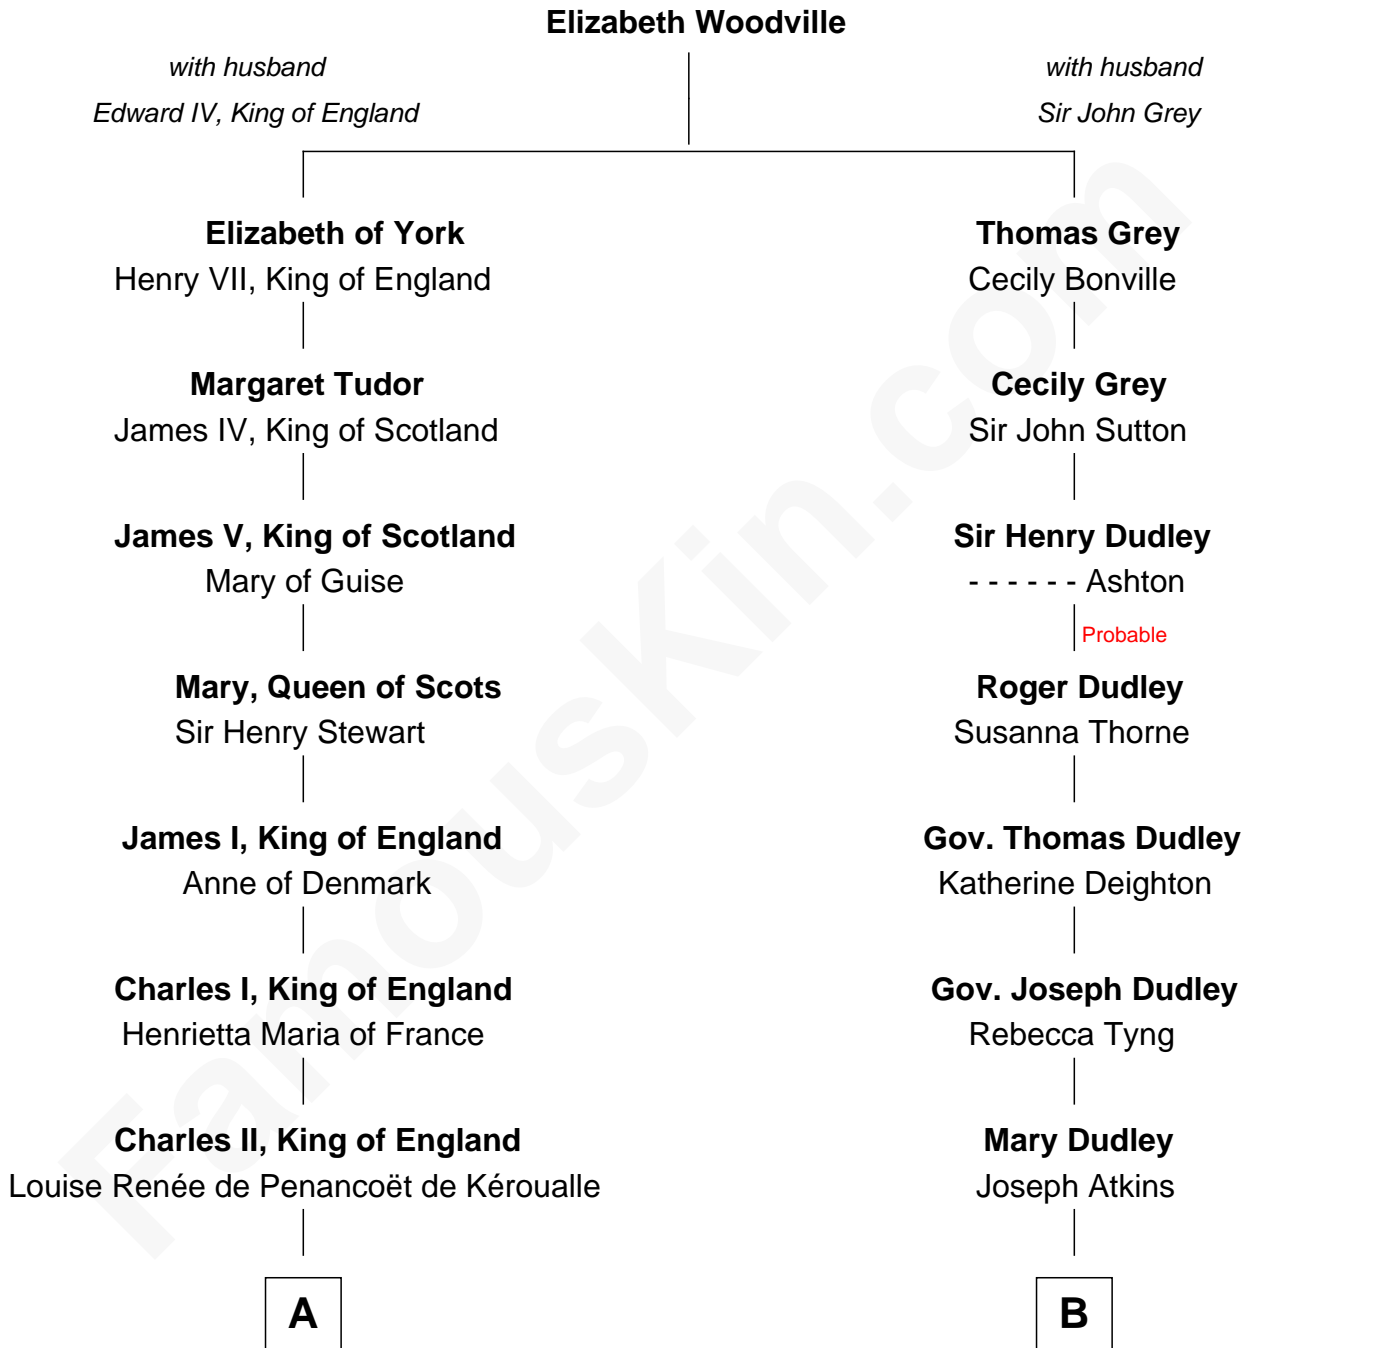 Elizabeth Woodville
with husband
Edward IV, King of England
with husband
Sir John Grey
Elizabeth of York
Henry VII, King of England
Thomas Grey
Cecily Bonville
Margaret Tudor
James IV, King of Scotland
Cecily Grey
Sir John Sutton
James V, King of Scotland
Mary of Guise
Sir Henry Dudley
- - - - - - Ashton
Probable
Mary, Queen of Scots
Sir Henry Stewart
Roger Dudley
Susanna Thorne
James I, King of England
Anne of Denmark
Gov. Thomas Dudley
Katherine Deighton
Charles I, King of England
Henrietta Maria of France
Gov. Joseph Dudley
Rebecca Tyng
Charles II, King of England
Louise Renée de Penancoët de Kéroualle
Mary Dudley
Joseph Atkins
A
B
FamousKin.com